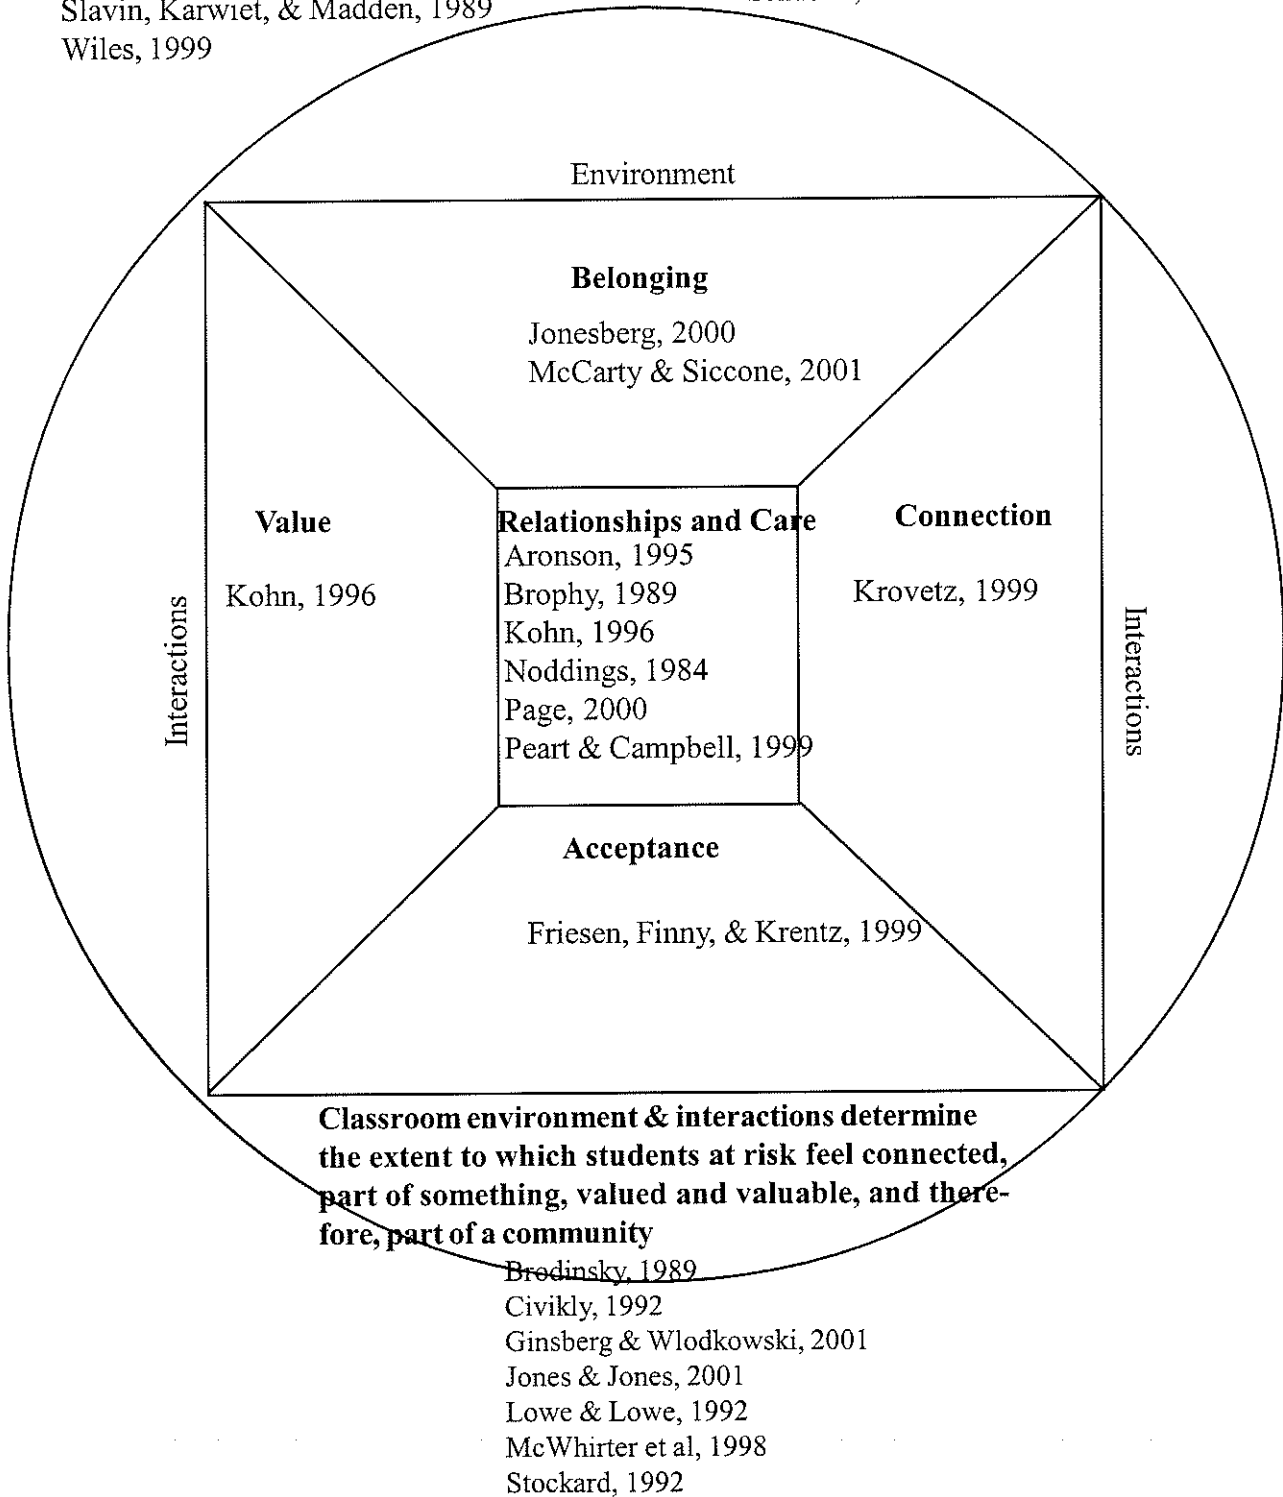 Slavin, Karwiet, & Madden, 1989
Wiles, 1999
Environment
Belonging
Jonesberg, 2000
McCarty & Siccone, 2001
Value
Kohn, 1996
Interactions
Relationships and Care
Aronson, 1995
Brophy, 1989
Kohn, 1996
Noddings, 1984
Page, 2000
Peart & Campbell, 1999
Connection
Krovetz, 1999
Interactions
Acceptance
Friesen, Finny, & Krentz, 1999
Classroom environment & interactions determine
the extent to which students at risk feel connected,
part of something, valued and valuable, and there-
fore, part of a community
Brodinsky, 1989
Civikly, 1992
Ginsberg & Wlodkowski, 2001
Jones & Jones, 2001
Lowe & Lowe, 1992
McWhirter et al, 1998
Stockard, 1992